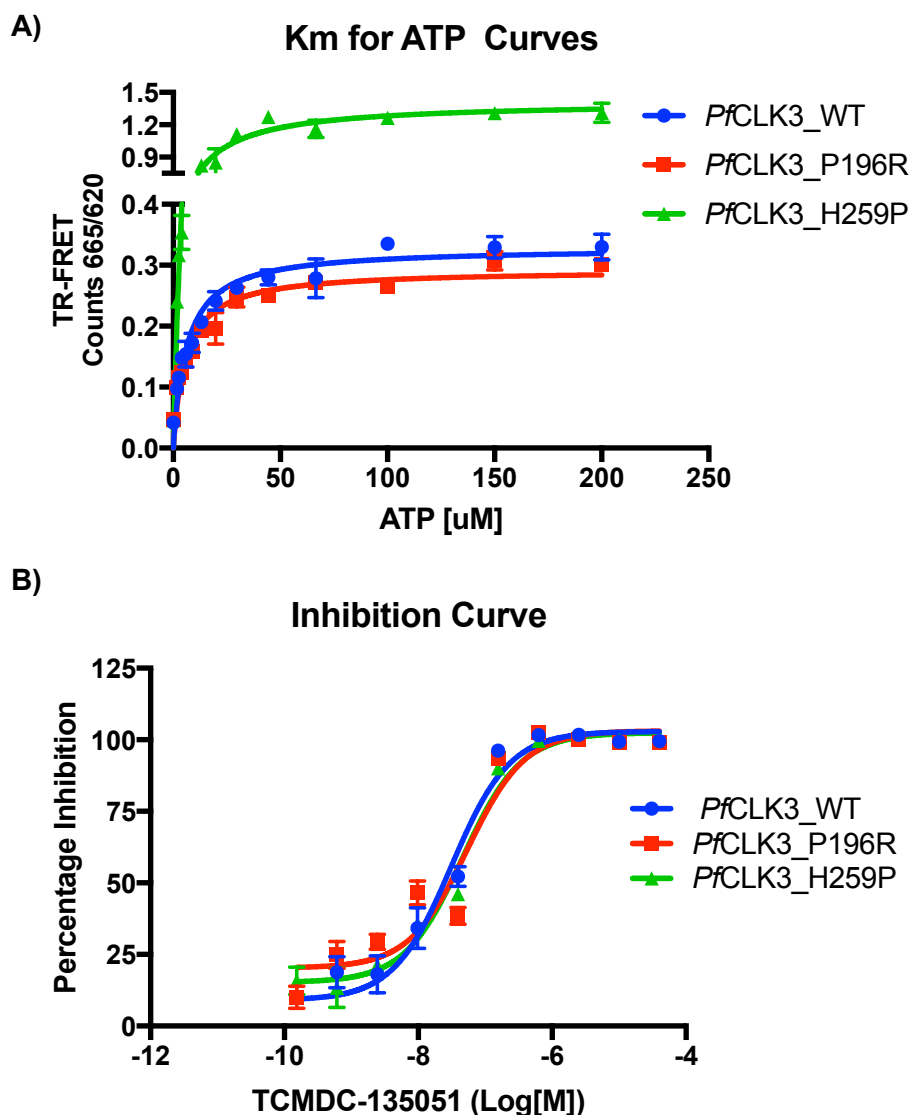 A)
Km for ATP Curves
1.5
1.2
0.9
0.4
0.3
0.2
0.1
0.0
TR-FRET
Counts 665/620
0 50 100 150 200 250
ATP [uM]
PfCLK3_WT
PfCLK3_P196R
PfCLK3_H259P
B)
Inhibition Curve
125
100
75
50
25
0
Percentage Inhibition
-12 -10 -8 -6 -4
TCMDC-135051 (Log[M])
PfCLK3_WT
PfCLK3_P196R
PfCLK3_H259P